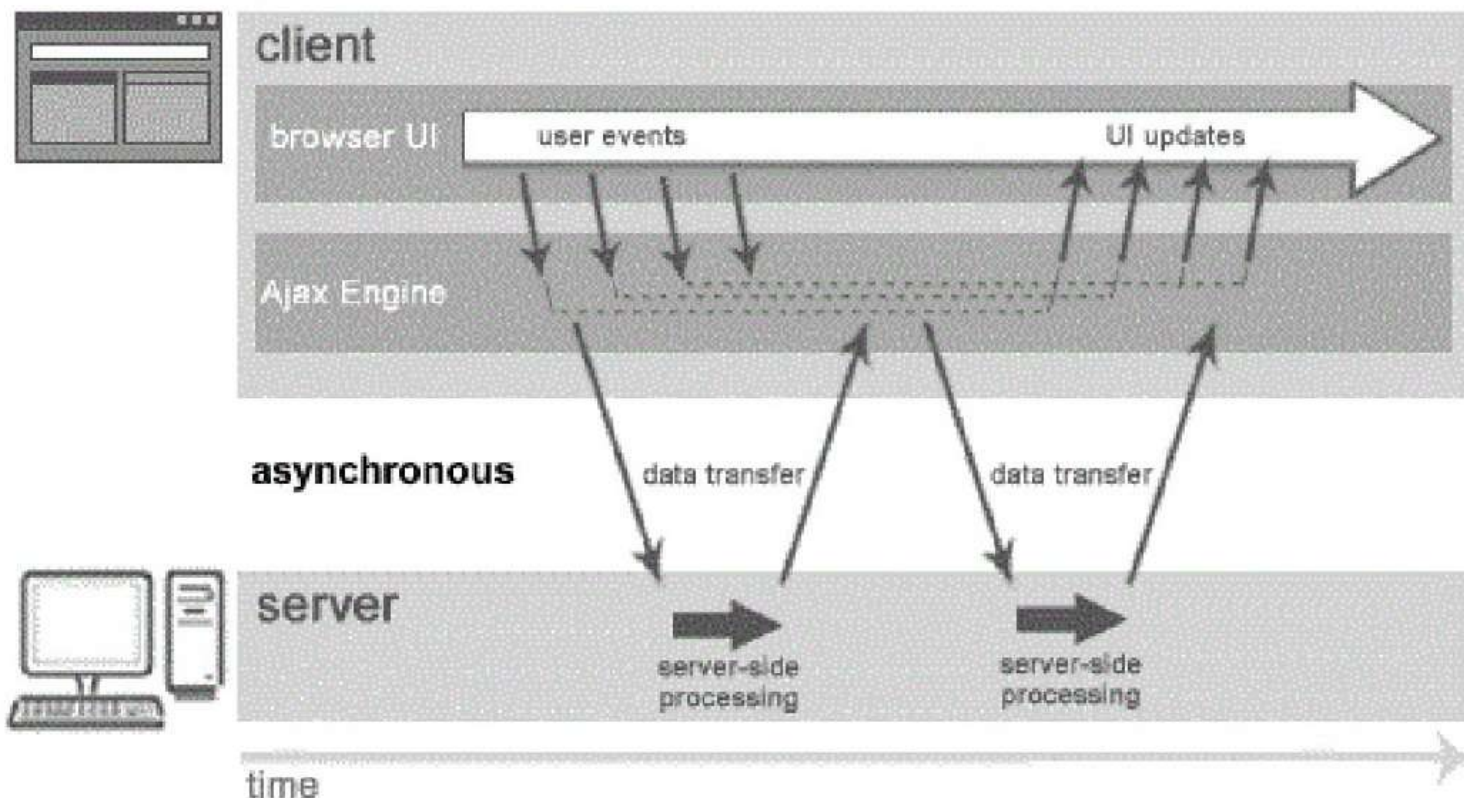 client
browser UI
user events
UI updates
Ajax Engine
asynchronous
data transfer
data transfer
server
server-side
processing
server-side
processing
time